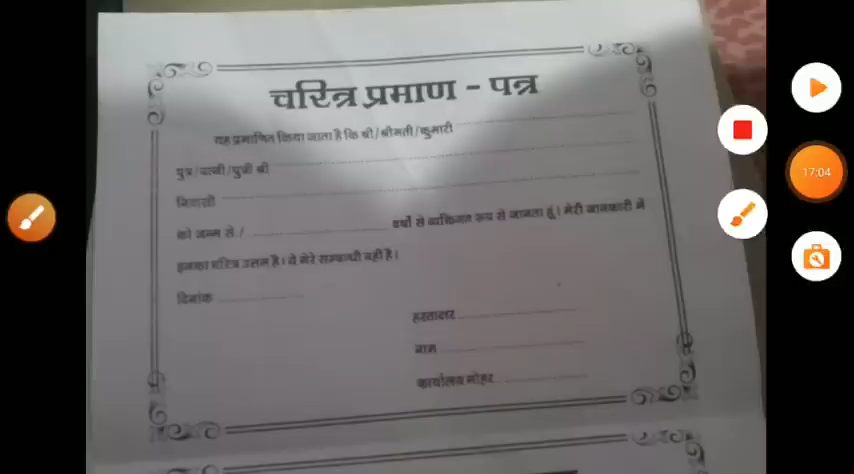 चरित्र प्रमाण - पत्र
यह प्रमाणित किया जाता है कि श्री/श्रीमती/कुमारी
पुत्र/पत्नी/पुत्री श्री
निवासी
को जन्म से / वर्षों से व्यक्तिगत रूप से जानता हूं। मेरी जानकारी में
इनका चरित्र उत्तम है। ये मेरे सम्बन्धी नहीं है।
दिनांक
हस्ताक्षर
नाम
कार्यालय मोहर
17:04